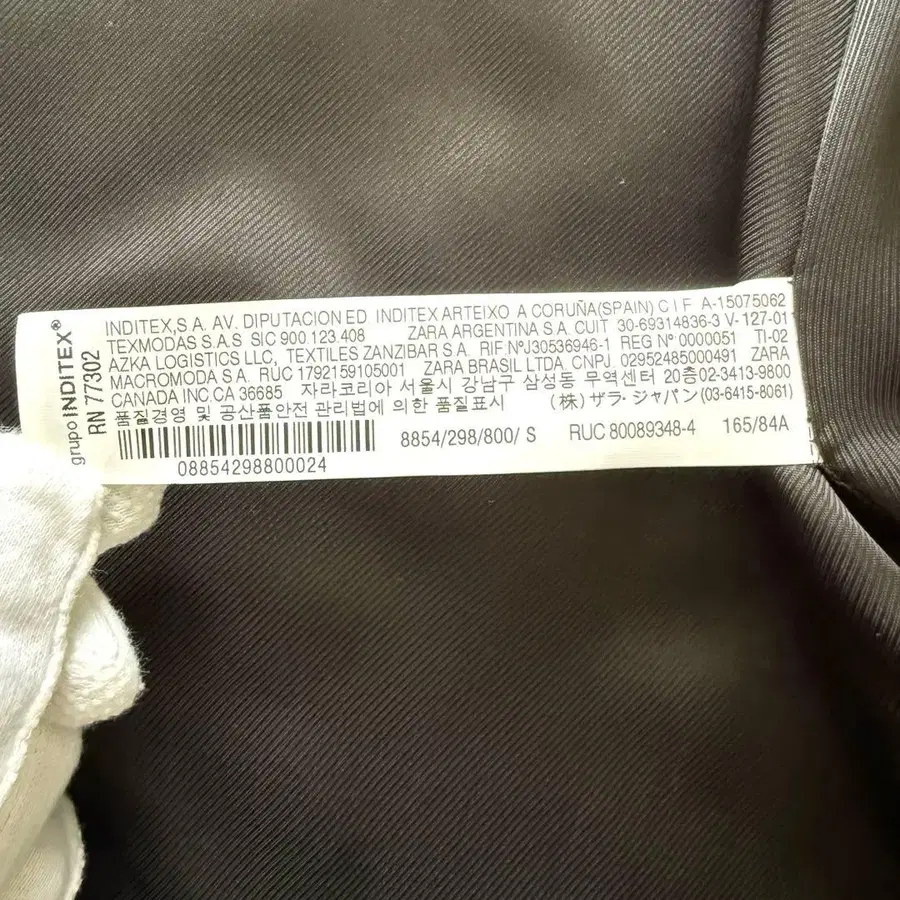 grupo INDITEX®
RN 77302
INDITEX,S.A. AV. DIPUTACION ED. INDITEX ARTEIXO A CORUÑA(SPAIN) C I F A-15075062
TEXMODAS S.A.S SIC 900.123.408 ZARA ARGENTINA S.A. CUIT 30-69314836-3 V-127-01
AZKA LOGISTICS LLC, TEXTILES ZANZIBAR S.A. RIF.NºJ30536946-1 REG Nº 0000051 TI-02
MACROMODA S.A. RUC 1792159105001 ZARA BRASIL LTDA, CNPJ 02952485000491 ZARA
CANADA INC.CA 36685 자라코리아 서울시 강남구 삼성동 무역센터 20층02-3413-9800
품질경영 및 공산품안전 관리법에 의한 품질표시 (株) ザラ・ジャパン (03-6415-8061)
8854/298/800/ S RUC 80089348-4 165/84A
08854298800024